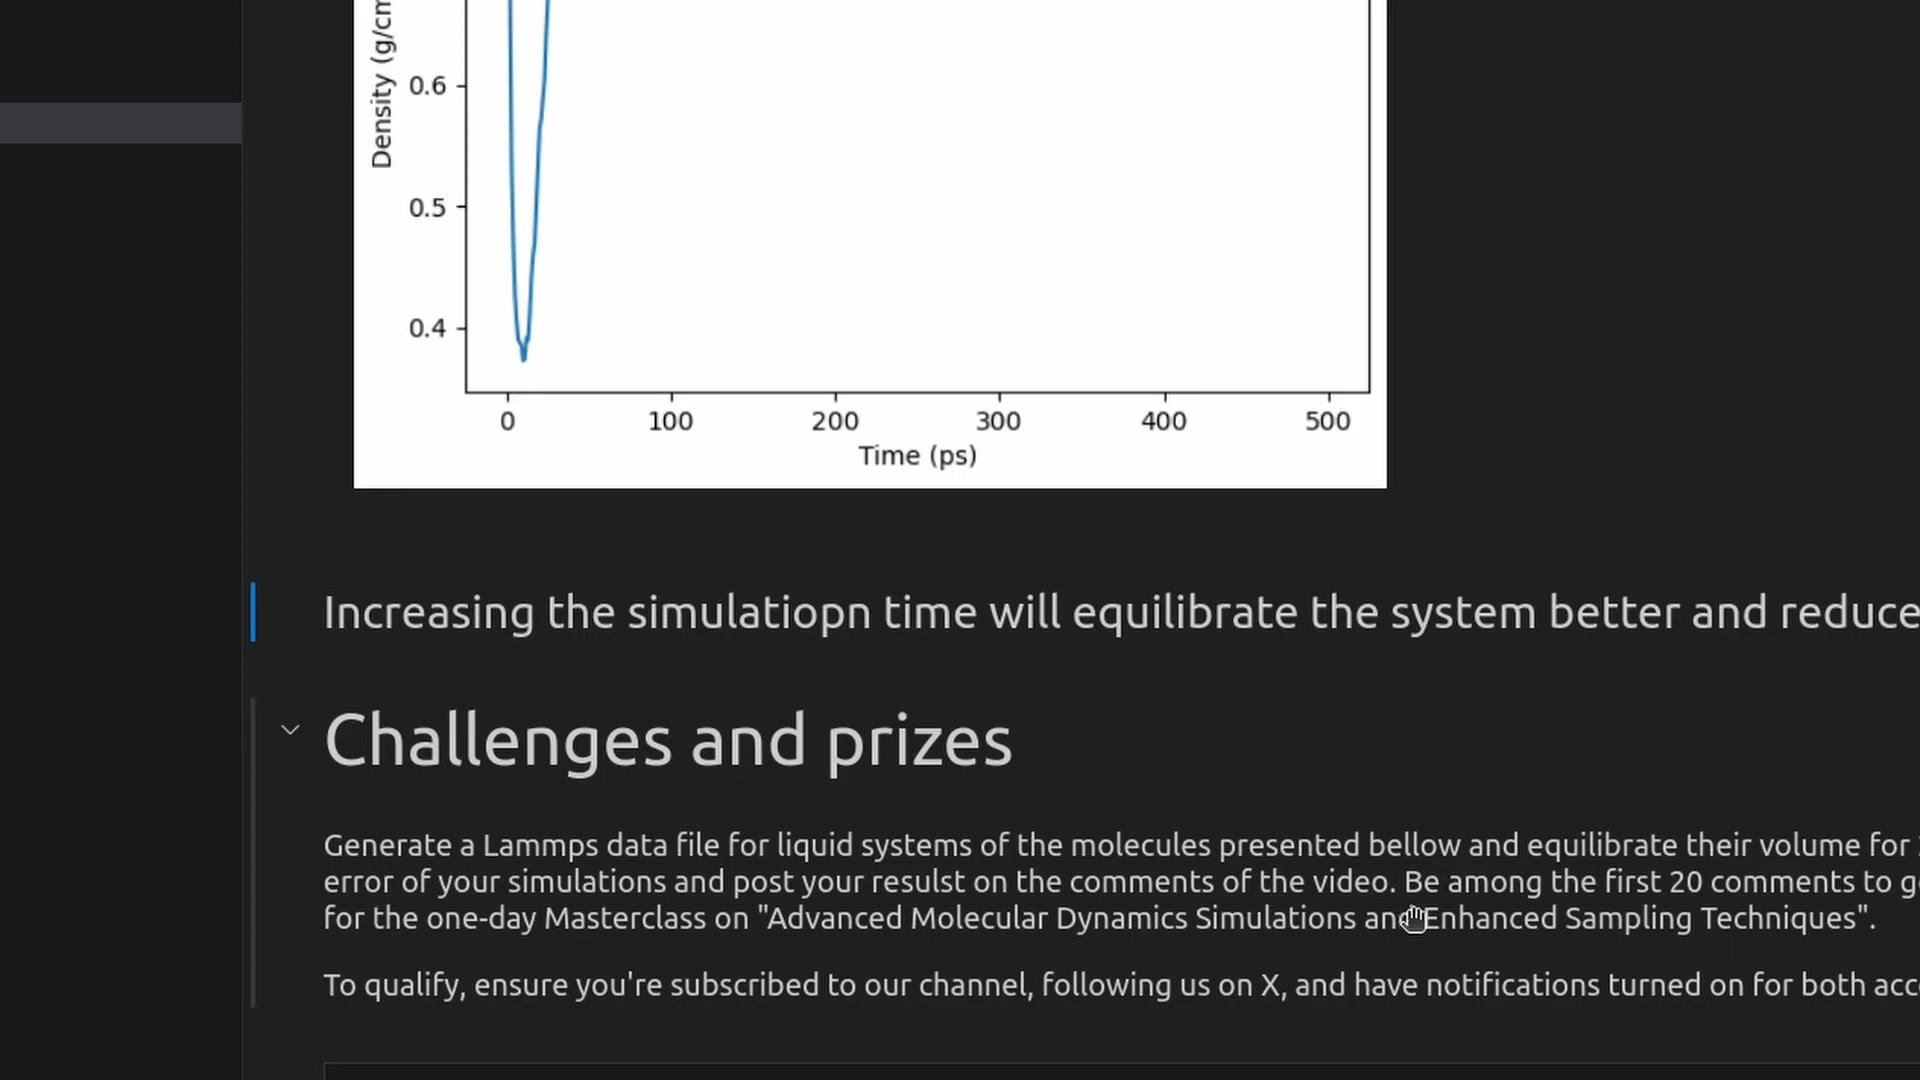 Density (g/cm
0.6
0.5
0.4
0 100 200 300 400 500
Time (ps)
Increasing the simulatiopn time will equilibrate the system better and reduce
Challenges and prizes
Generate a Lammps data file for liquid systems of the molecules presented bellow and equilibrate their volume for
error of your simulations and post your resulst on the comments of the video. Be among the first 20 comments to
for the one-day Masterclass on "Advanced Molecular Dynamics Simulations and Enhanced Sampling Techniques".
To qualify, ensure you're subscribed to our channel, following us on X, and have notifications turned on for both